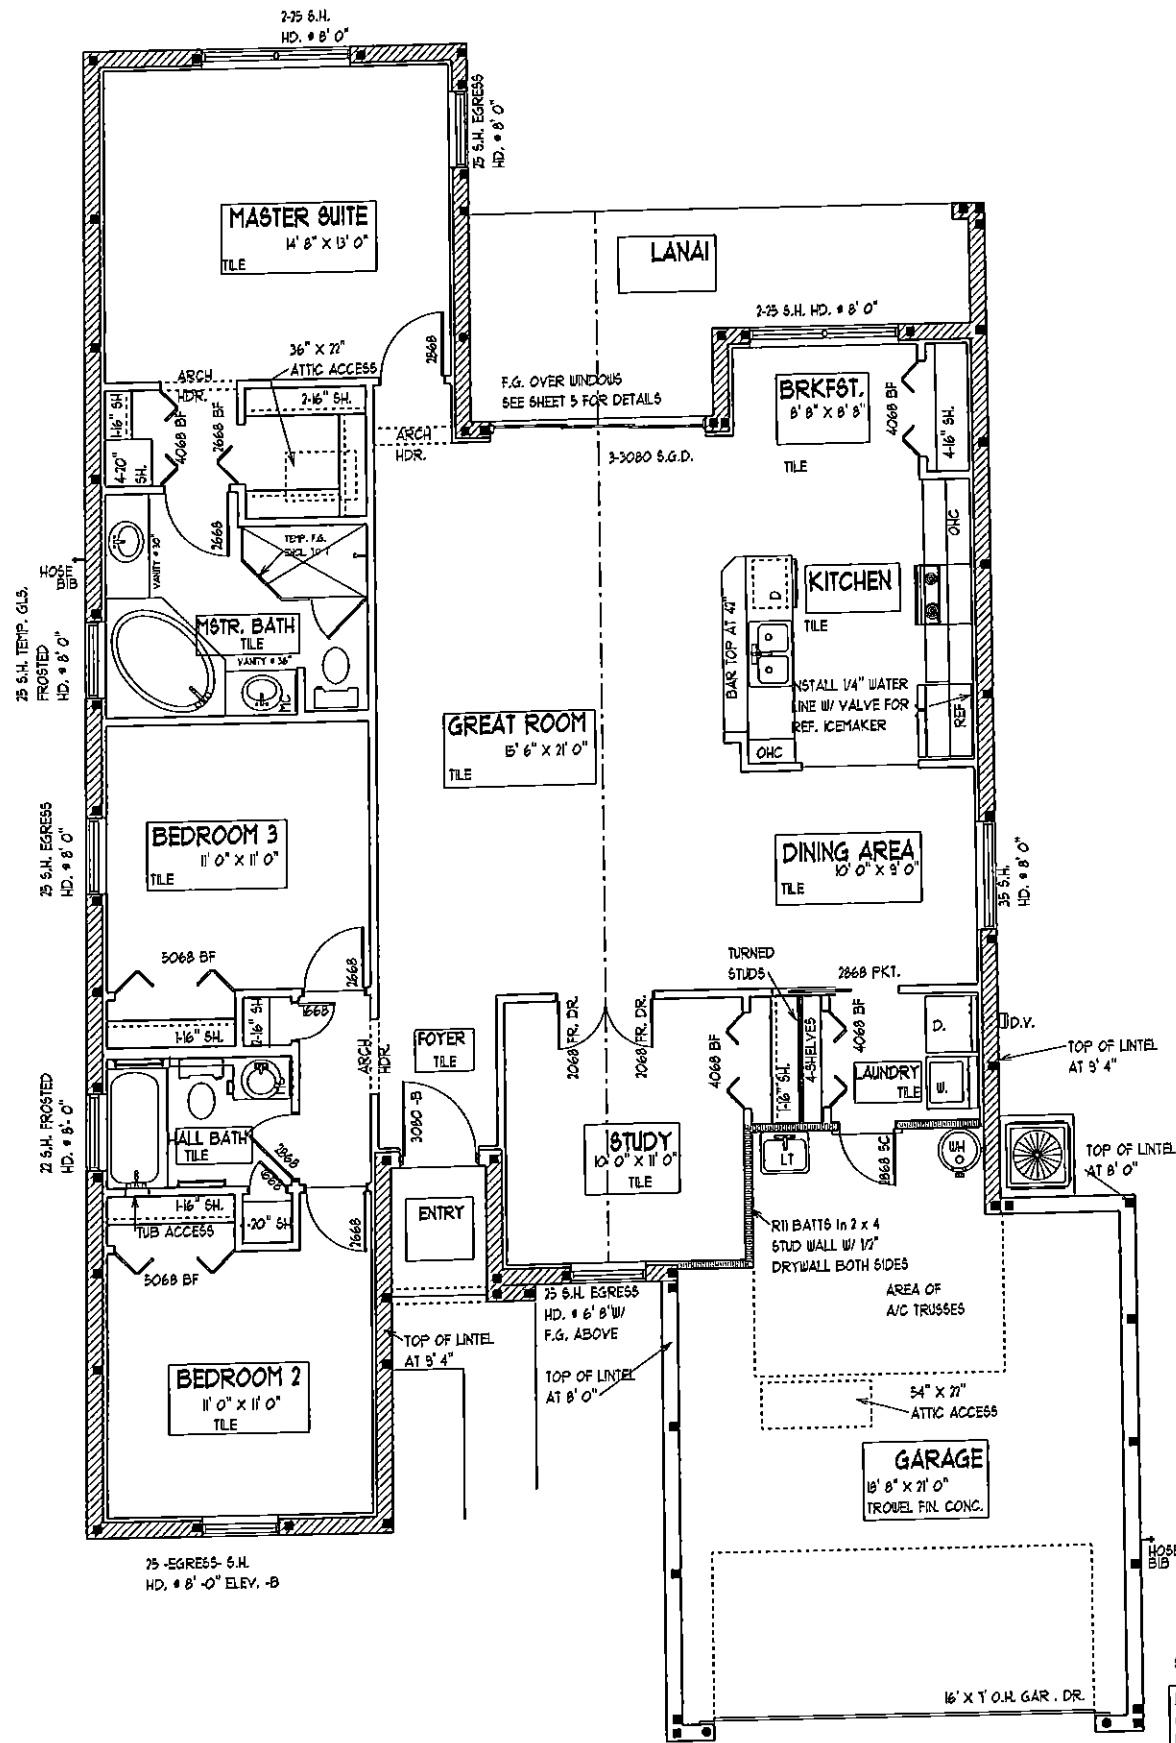 2-25 S.H.
HD. @ 8' 0"
25 S.H. EGRESS
HD. @ 8' 0"
MASTER SUITE
14' 8" X 13' 0"
TILE
LANAI
2-25 S.H. HD. @ 8' 0"
2868
36" X 22"
ATTIC ACCESS
ARCH
HDR.
2-16" SH.
1-16" SH
4068 BF
2668 BF
4-20"
SH.
ARCH
HDR.
F.G. OVER WINDOWS
SEE SHEET 5 FOR DETAILS
3-3080 S.G.D.
BRKFST.
8' 8" X 8' 8"
TILE
4068 BF
4-16" SH.
OHC
2668
TEMP. F.G.
VANITY @ 30"
HOSE
BIB
25 S.H. TEMP. GLS.
FROSTED
HD. @ 8' 0"
MSTR. BATH
TILE
VANITY @ 36"
MC
KITCHEN
TILE
D
BAR TOP AT 42"
INSTALL 1/4" WATER
LINE W/ VALVE FOR
REF. ICEMAKER
REF
OHC
GREAT ROOM
15' 6" X 21' 0"
TILE
BEDROOM 3
11' 0" X 11' 0"
TILE
25 S.H. EGRESS
HD. @ 8' 0"
DINING AREA
10' 0" X 9' 0"
TILE
35 S.H.
HD. @ 8' 0"
5068 BF
2668
1668
2-16" SH
1-16" SH.
TURNED
STUDS
2868 PKT.
2068 FR. DR.
2068 FR. DR.
4068 BF
1-16" SH.
4-SHELVES
4068 BF
D.
D.V.
W.
LAUNDRY
TILE
TOP OF LINTEL
AT 9' 4"
FOYER
TILE
ARCH
HDR.
3080 -B
22 S.H. FROSTED
HD. @ 8'- 0"
MC
HALL BATH
TILE
2868
1668
1-16" SH.
TUB ACCESS
-20" SH
2668
5068 BF
ENTRY
STUDY
10' 0" X 11' 0"
TILE
LT
2868 SC
WH
TOP OF LINTEL
AT 8' 0"
R11 BATTS in 2 x 4
STUD WALL W/ 1/2"
DRYWALL BOTH SIDES
AREA OF
A/C TRUSSES
25 S.H. EGRESS
HD. @ 6' 8" W/
F.G. ABOVE
TOP OF LINTEL
AT 9' 4"
TOP OF LINTEL
AT 8' 0"
BEDROOM 2
11' 0" X 11' 0"
TILE
54" X 22"
ATTIC ACCESS
GARAGE
18' 8" X 21' 0"
TROWEL FIN. CONC.
HOSE
BIB
25 -EGRESS- S.H.
HD. @ 8' -0" ELEV. -B
16' X 7' O.H. GAR . DR.